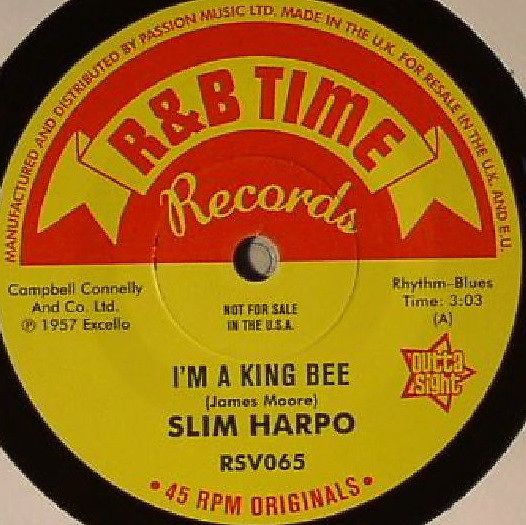 MANUFACTURED AND DISTRIBUTED BY PASSION MUSIC LTD. MADE IN THE U.K. FOR RESALE IN THE U.K. AND E.U.
R&B TIME
Records
Campbell Connelly
And Co. Ltd.
℗ 1957 Excello
NOT FOR SALE
IN THE U.S.A.
Rhythm-Blues
Time: 3:03
(A)
outta
sight
I'M A KING BEE
(James Moore)
SLIM HARPO
RSV065
• 45 RPM ORIGINALS •